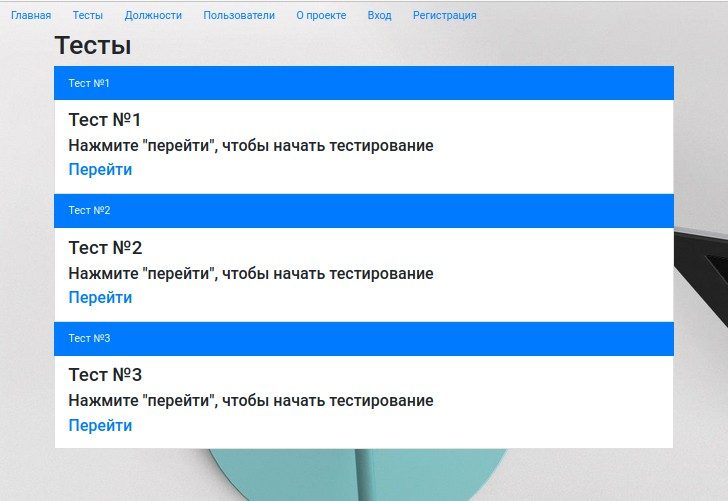 Главная Тесты Должности Пользователи О проекте Вход Регистрация
Тесты
Тест №1
Тест №1
Нажмите "перейти", чтобы начать тестирование
Перейти
Тест №2
Тест №2
Нажмите "перейти", чтобы начать тестирование
Перейти
Тест №3
Тест №3
Нажмите "перейти", чтобы начать тестирование
Перейти